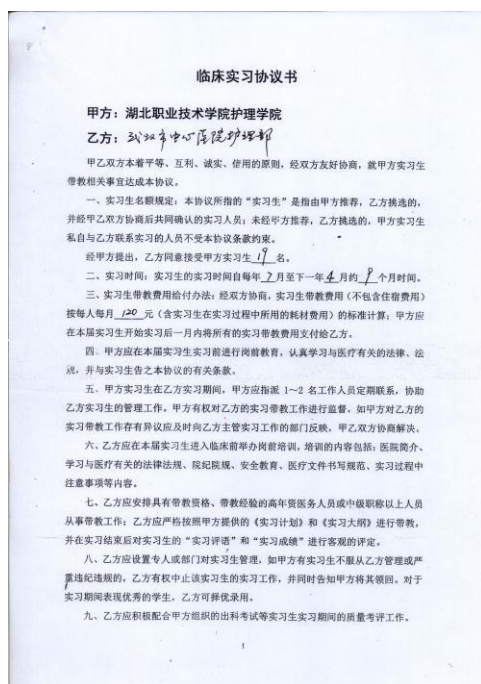 临床实习协议书
甲方：湖北职业技术学院护理学院
乙方：武汉市中心医院护理部
甲乙双方本着平等、互利、诚实、信用的原则，经双方友好协商，就甲方实习生
带教相关事宜达成本协议。
一、实习生名额规定：本协议所指的“实习生”是指由甲方推荐，乙方挑选的，
并经甲乙双方协商后共同确认的实习人员；未经甲方推荐，乙方挑选的，甲方实习生
私自与乙方联系实习的人员不受本协议条款约束。
经甲方提出，乙方同意接受甲方实习生 19 名。
二、实习时间：实习生的实习时间自每年 7 月至下一年 4 月约 9 个月时间。
三、实习生带教费用给付办法：经双方协商，实习生带教费用（不包含住宿费用）
按每人每月 120 元（含实习生在实习过程中所用的耗材费用）的标准计算；甲方应
在本届实习生开始实习后一月内将所有的实习带教费用支付给乙方。
四、甲方应在本届实习生实习前进行岗前教育，认真学习与医疗有关的法律、法
规，并与实习生告之本协议的有关条款。
五、甲方实习生在乙方实习期间，甲方应指派 1～2 名工作人员定期联系，协助
乙方实习生的管理工作。甲方有权对乙方的实习带教工作进行监督，如甲方对乙方的
实习带教工作存有异议应及时向乙方主管实习工作的部门反映，甲乙双方协商解决。
六、乙方应在本届实习生进入临床前举办岗前培训，培训的内容包括：医院简介、
学习与医疗有关的法律法规、院纪院规、安全教育、医疗文件书写规范、实习过程中
注意事项等内容。
七、乙方应安排具有带教资格、带教经验的高年资医务人员或中级职称以上人员
从事带教工作；乙方应严格按照甲方提供的《实习计划》和《实习大纲》进行带教，
并在实习结束后对实习生的“实习评语”和“实习成绩”进行客观的评定。
八、乙方应设置专人或部门对实习生管理，如甲方有实习生不服从乙方管理或严
重违纪违规的，乙方有权中止该实习生的实习工作，并同时告知甲方将其领回。对于
实习期间表现优秀的学生，乙方可择优录用。
九、乙方应积极配合甲方组织的出科考试等实习生实习期间的质量考评工作。
1